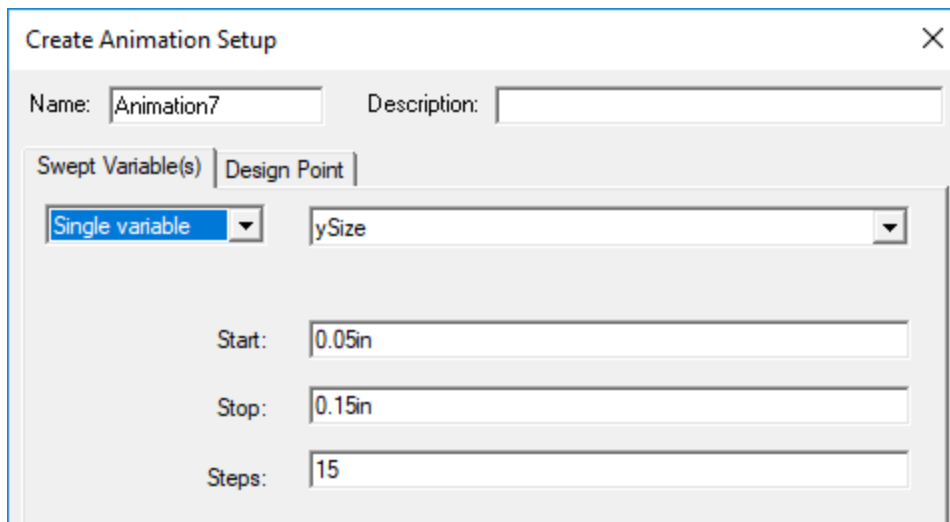 Create Animation Setup
Name: Animation7 Description:
Swept Variable(s) Design Point
Single variable ySize
Start: 0.05in
Stop: 0.15in
Steps: 15